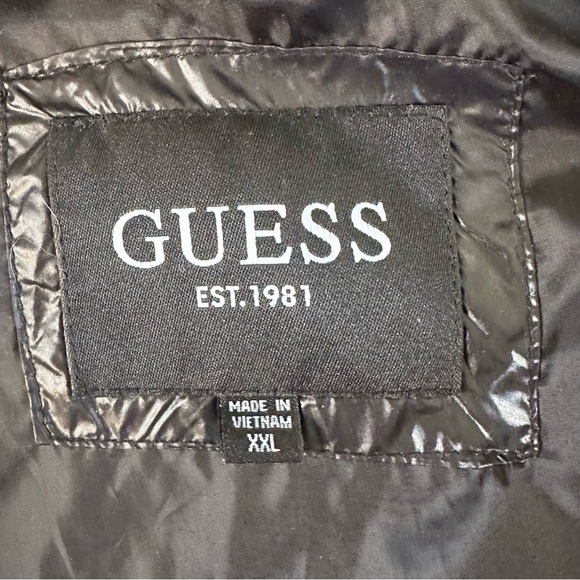 GUESS
EST.1981
MADE IN
VIETNAM
XXL